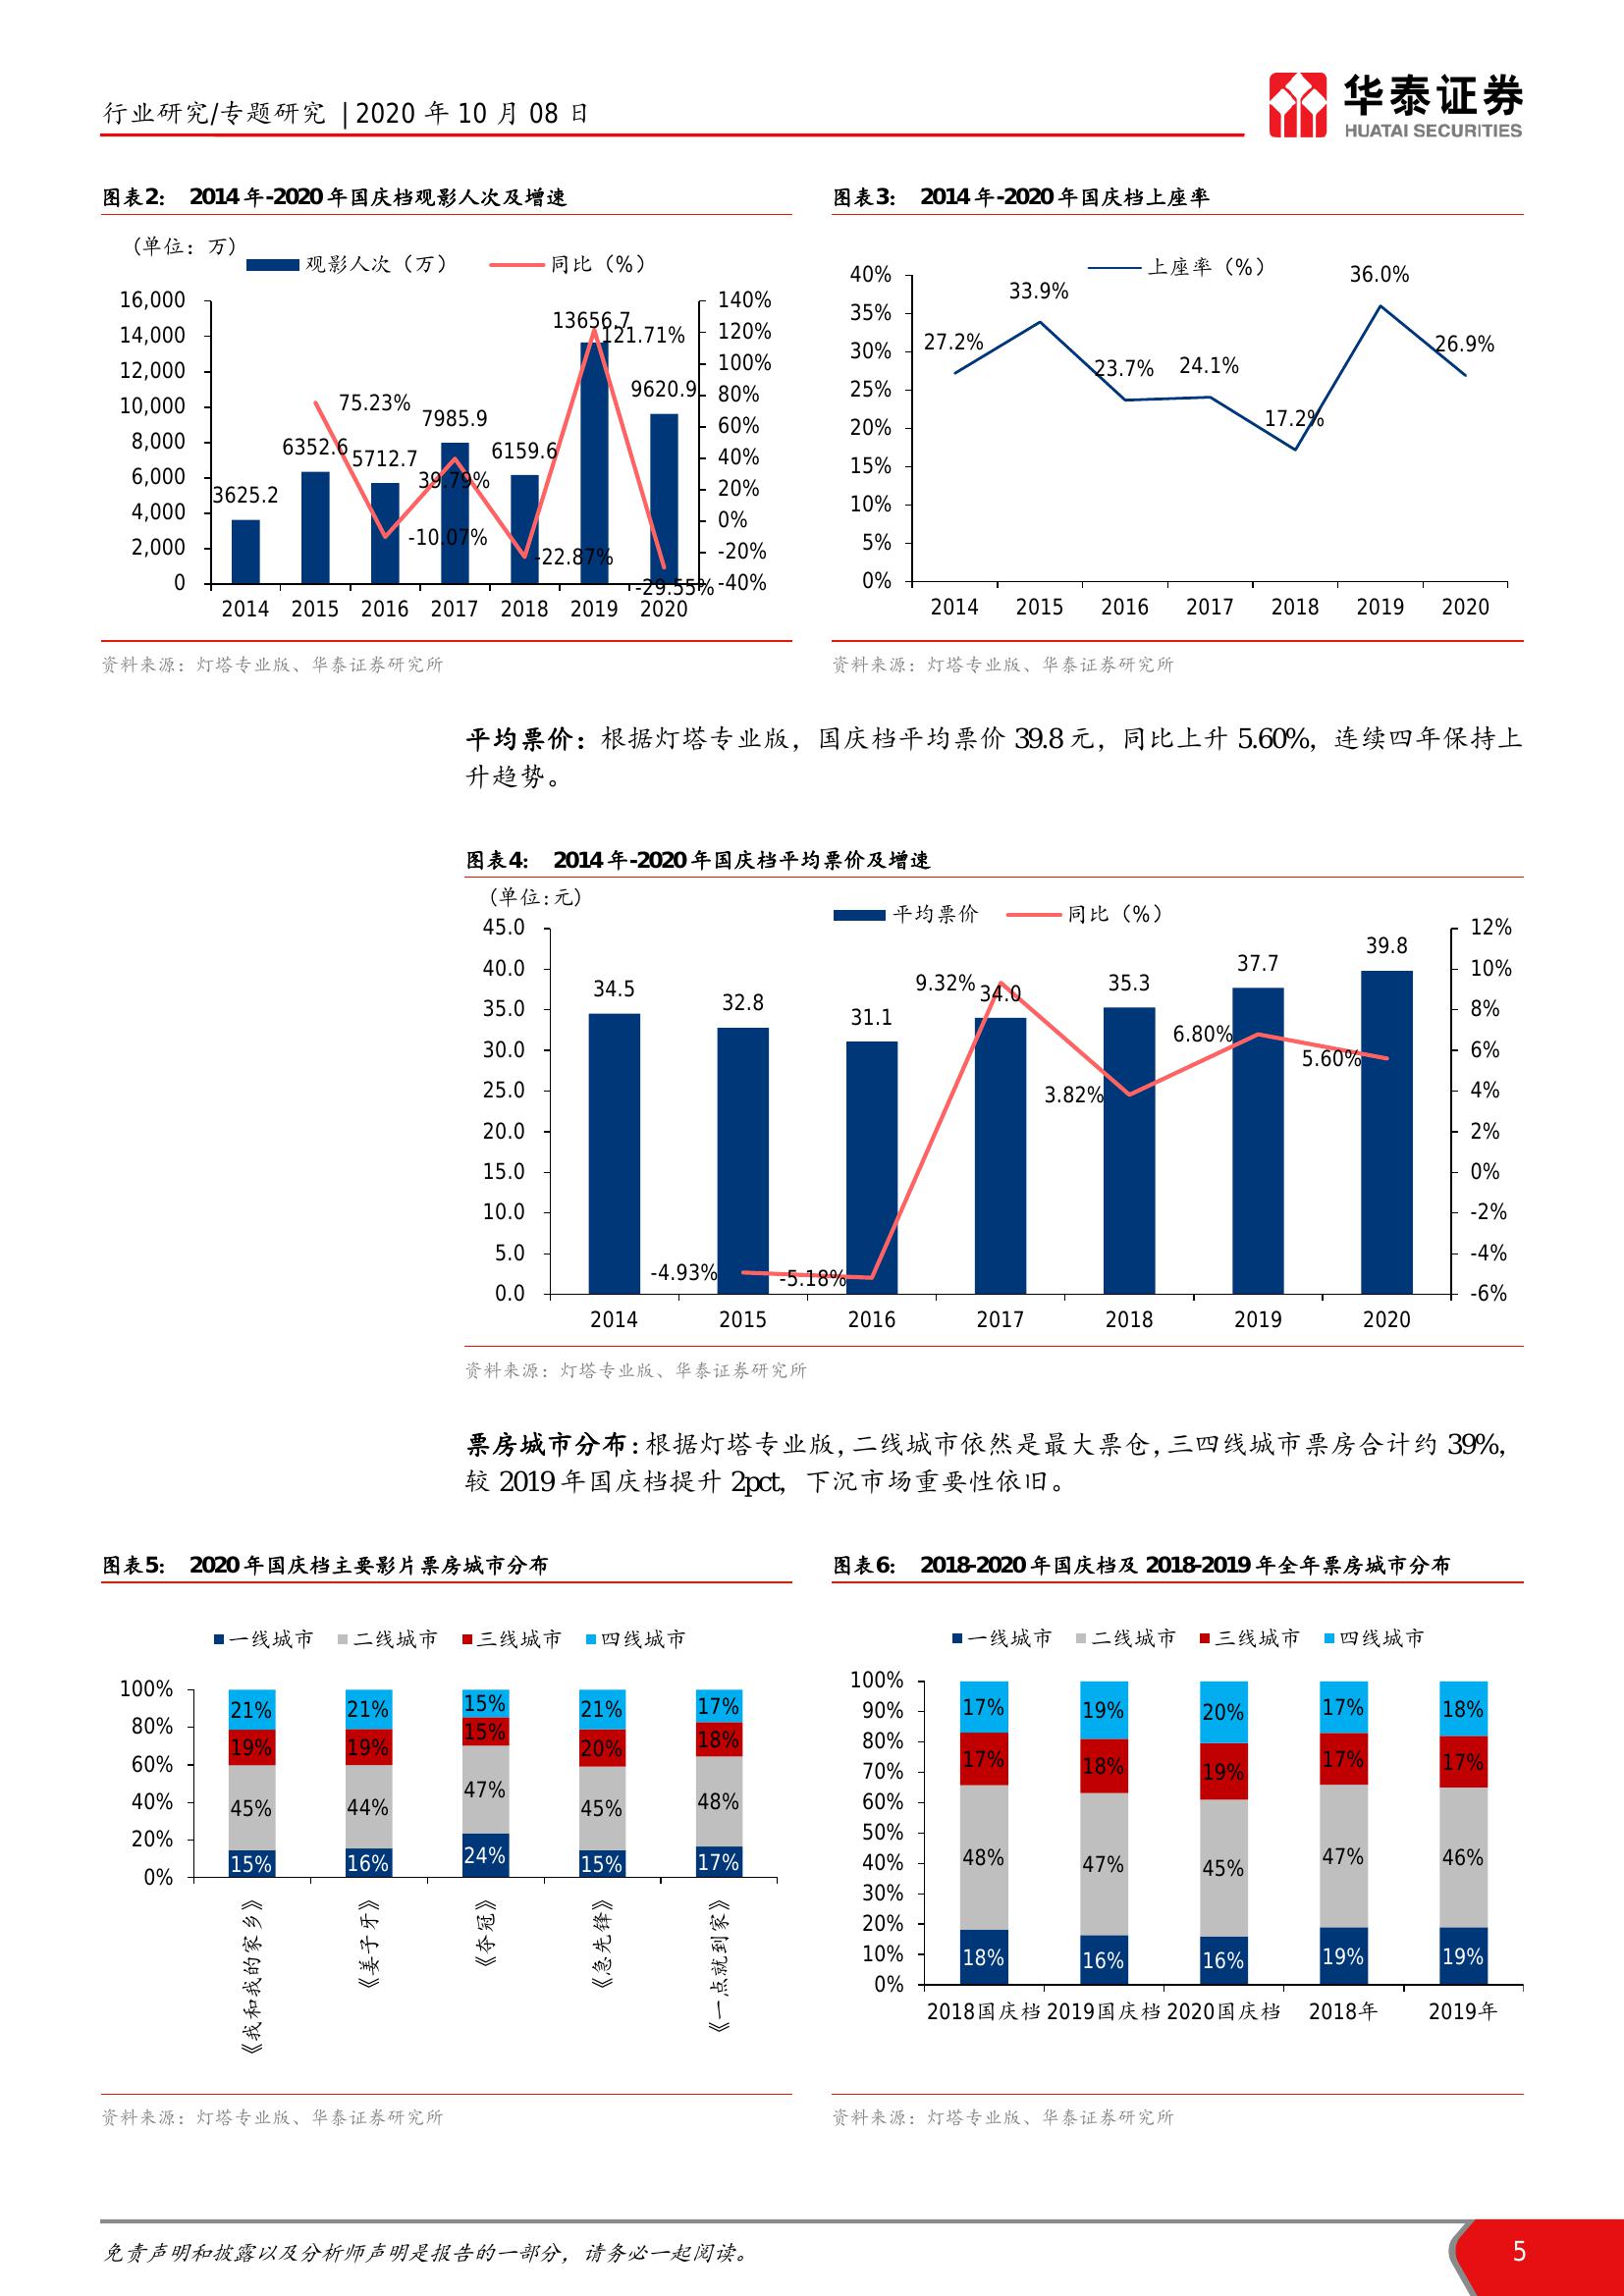 行业研究/专题研究 | 2020 年 10 月 08 日
华泰证券
HUATAI SECURITIES
图表2： 2014 年-2020 年国庆档观影人次及增速
（单位：万）
观影人次（万） 同比（%）
16,000
14,000
12,000
10,000
8,000
6,000
4,000
2,000
0
140%
120%
100%
80%
60%
40%
20%
0%
-20%
-40%
3625.2
6352.6
5712.7
7985.9
6159.6
13656.7
9620.9
75.23%
-10.07%
39.79%
-22.87%
121.71%
-29.55%
2014 2015 2016 2017 2018 2019 2020
资料来源：灯塔专业版、华泰证券研究所
图表3： 2014 年-2020 年国庆档上座率
上座率（%）
40%
35%
30%
25%
20%
15%
10%
5%
0%
27.2%
33.9%
23.7%
24.1%
17.2%
36.0%
26.9%
2014 2015 2016 2017 2018 2019 2020
资料来源：灯塔专业版、华泰证券研究所
平均票价：根据灯塔专业版，国庆档平均票价 39.8 元，同比上升 5.60%，连续四年保持上
升趋势。
图表4： 2014 年-2020 年国庆档平均票价及增速
（单位:元）
平均票价 同比（%）
45.0
40.0
35.0
30.0
25.0
20.0
15.0
10.0
5.0
0.0
12%
10%
8%
6%
4%
2%
0%
-2%
-4%
-6%
34.5
32.8
31.1
34.0
35.3
37.7
39.8
-4.93%
-5.18%
9.32%
3.82%
6.80%
5.60%
2014 2015 2016 2017 2018 2019 2020
资料来源：灯塔专业版、华泰证券研究所
票房城市分布：根据灯塔专业版，二线城市依然是最大票仓，三四线城市票房合计约 39%，
较 2019 年国庆档提升 2pct，下沉市场重要性依旧。
图表5： 2020 年国庆档主要影片票房城市分布
一线城市 二线城市 三线城市 四线城市
100%
80%
60%
40%
20%
0%
21% 21% 15% 21% 17%
19% 19% 15% 20% 18%
45% 44% 47% 45% 48%
15% 16% 24% 15% 17%
《我和我的家乡》
《姜子牙》
《夺冠》
《急先锋》
《一点就到家》
资料来源：灯塔专业版、华泰证券研究所
图表6： 2018-2020 年国庆档及 2018-2019 年全年票房城市分布
一线城市 二线城市 三线城市 四线城市
100%
90%
80%
70%
60%
50%
40%
30%
20%
10%
0%
17% 19% 20% 17% 18%
17% 18% 19% 17% 17%
48% 47% 45% 47% 46%
18% 16% 16% 19% 19%
2018国庆档 2019国庆档 2020国庆档 2018年 2019年
资料来源：灯塔专业版、华泰证券研究所
免责声明和披露以及分析师声明是报告的一部分，请务必一起阅读。
5